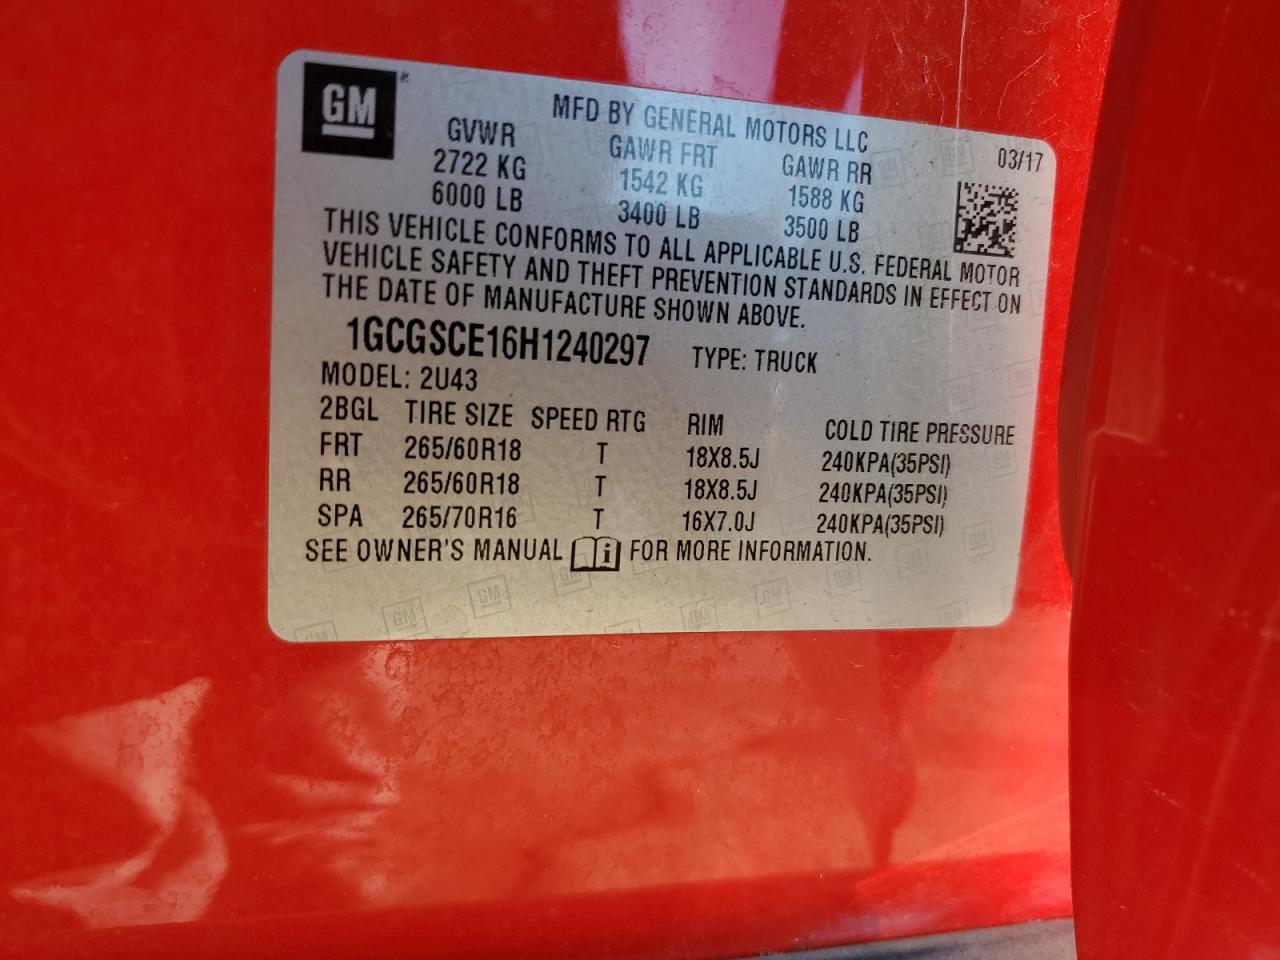 GM ®
MFD BY GENERAL MOTORS LLC
03/17
GVWR GAWR FRT GAWR RR
2722 KG 1542 KG 1588 KG
6000 LB 3400 LB 3500 LB
THIS VEHICLE CONFORMS TO ALL APPLICABLE U.S. FEDERAL MOTOR
VEHICLE SAFETY AND THEFT PREVENTION STANDARDS IN EFFECT ON
THE DATE OF MANUFACTURE SHOWN ABOVE.
1GCGSCE16H1240297 TYPE: TRUCK
MODEL: 2U43
2BGL TIRE SIZE SPEED RTG RIM COLD TIRE PRESSURE
FRT 265/60R18 T 18X8.5J 240KPA(35PSI)
RR 265/60R18 T 18X8.5J 240KPA(35PSI)
SPA 265/70R16 T 16X7.0J 240KPA(35PSI)
SEE OWNER'S MANUAL i FOR MORE INFORMATION.